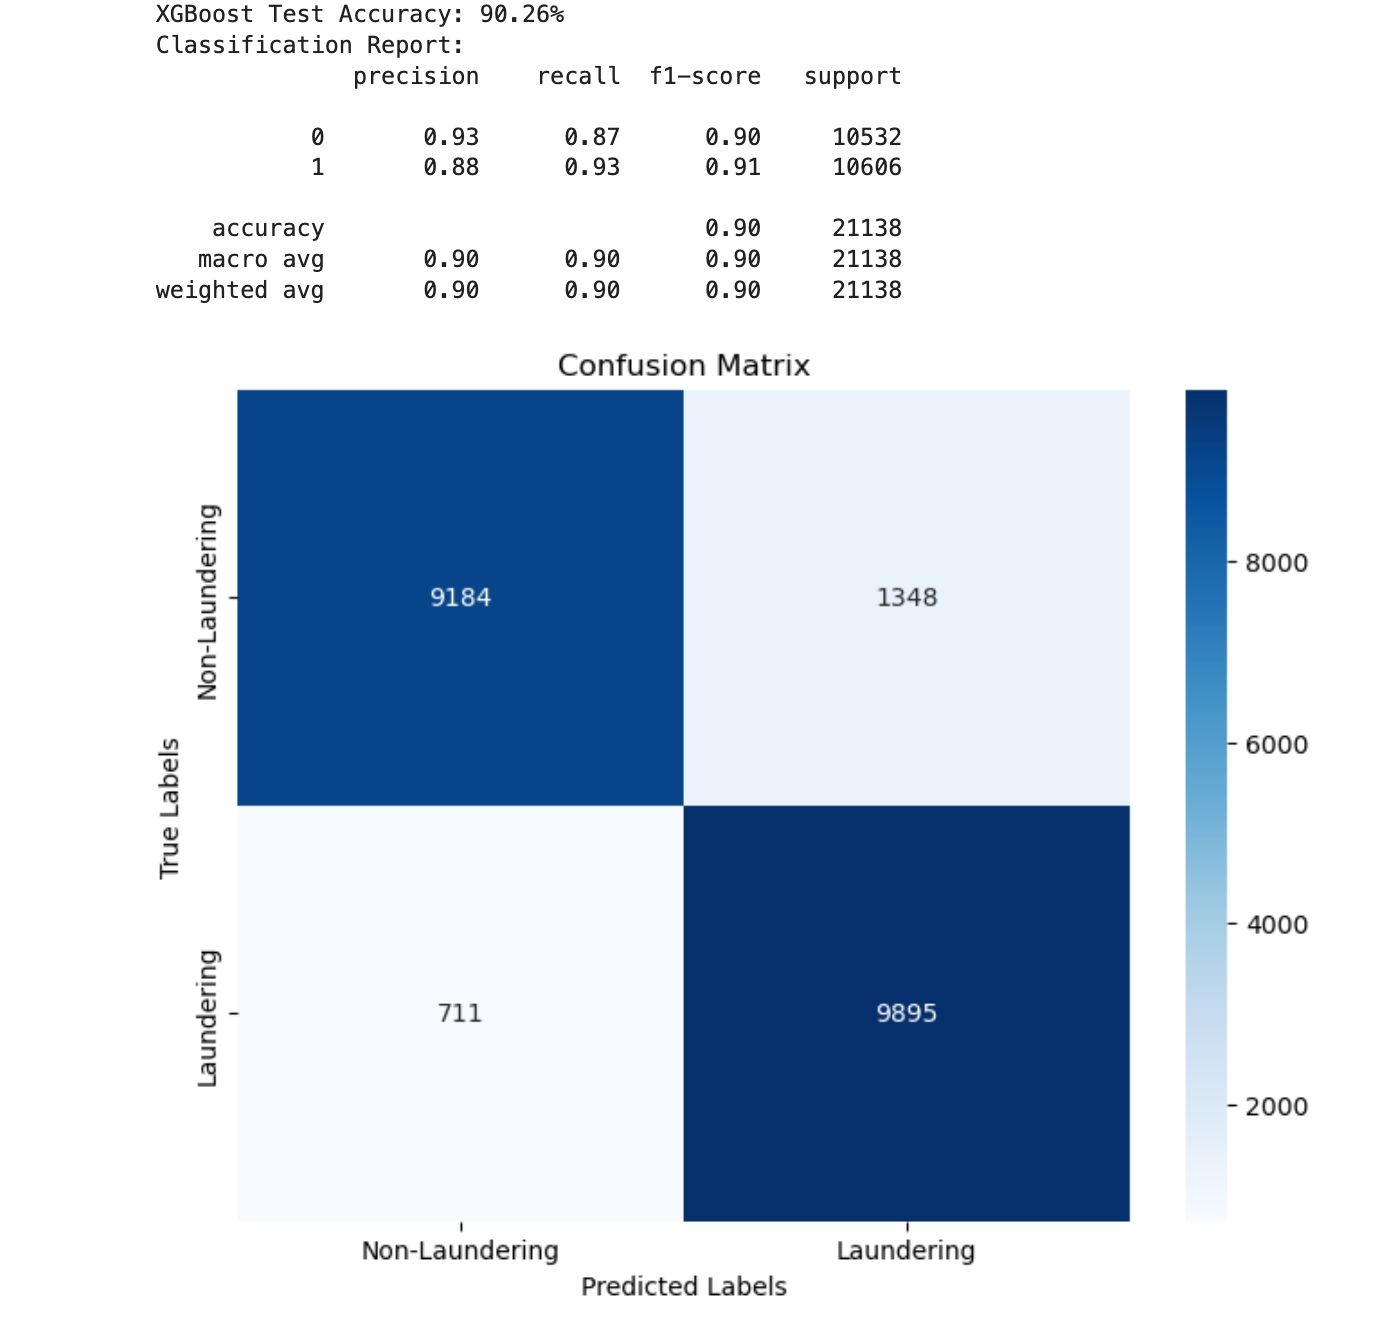 XGBoost Test Accuracy: 90.26%
Classification Report:
precision recall f1-score support
0 0.93 0.87 0.90 10532
1 0.88 0.93 0.91 10606
accuracy 0.90 21138
macro avg 0.90 0.90 0.90 21138
weighted avg 0.90 0.90 0.90 21138
Confusion Matrix
True Labels
Non-Laundering
9184 1348
Laundering
711 9895
Non-Laundering Laundering
Predicted Labels
8000
6000
4000
2000